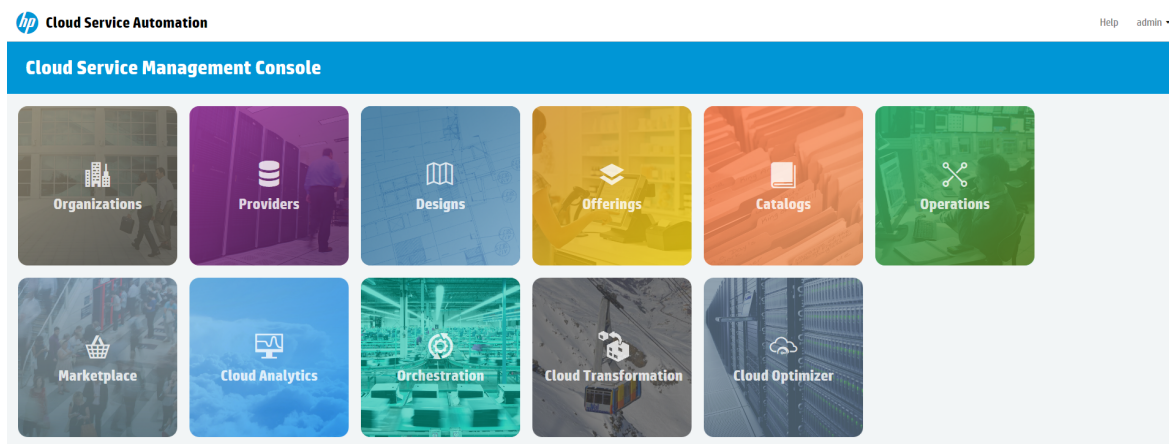 hp Cloud Service Automation
Help admin
Cloud Service Management Console
Organizations
Providers
Designs
Offerings
Catalogs
Operations
Marketplace
Cloud Analytics
Orchestration
Cloud Transformation
Cloud Optimizer